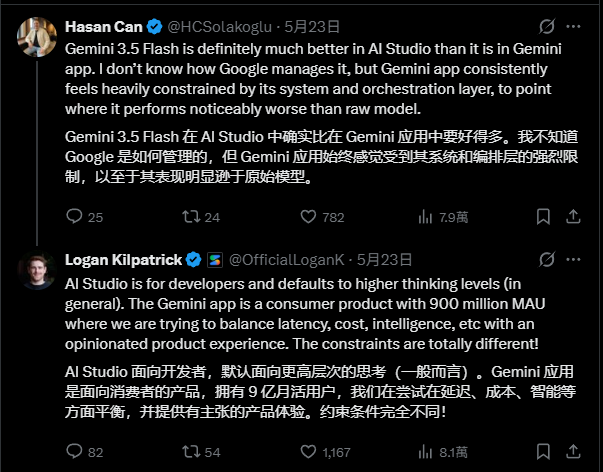 Hasan Can @HCSolakoglu · 5月23日
Gemini 3.5 Flash is definitely much better in AI Studio than it is in Gemini
app. I don't know how Google manages it, but Gemini app consistently
feels heavily constrained by its system and orchestration layer, to point
where it performs noticeably worse than raw model.
Gemini 3.5 Flash 在 AI Studio 中确实比在 Gemini 应用中要好得多。我不知道
Google 是如何管理的，但 Gemini 应用始终感觉受到其系统和编排层的强烈限
制，以至于其表现明显逊于原始模型。
25 24 782 7.9萬
Logan Kilpatrick @OfficialLoganK · 5月23日
AI Studio is for developers and defaults to higher thinking levels (in
general). The Gemini app is a consumer product with 900 million MAU
where we are trying to balance latency, cost, intelligence, etc with an
opinionated product experience. The constraints are totally different!
AI Studio 面向开发者，默认面向更高层次的思考（一般而言）。Gemini 应用
是面向消费者的产品，拥有 9 亿月活用户，我们在尝试在延迟、成本、智能等
方面平衡，并提供有主张的产品体验。约束条件完全不同！
82 54 1,167 8.1萬